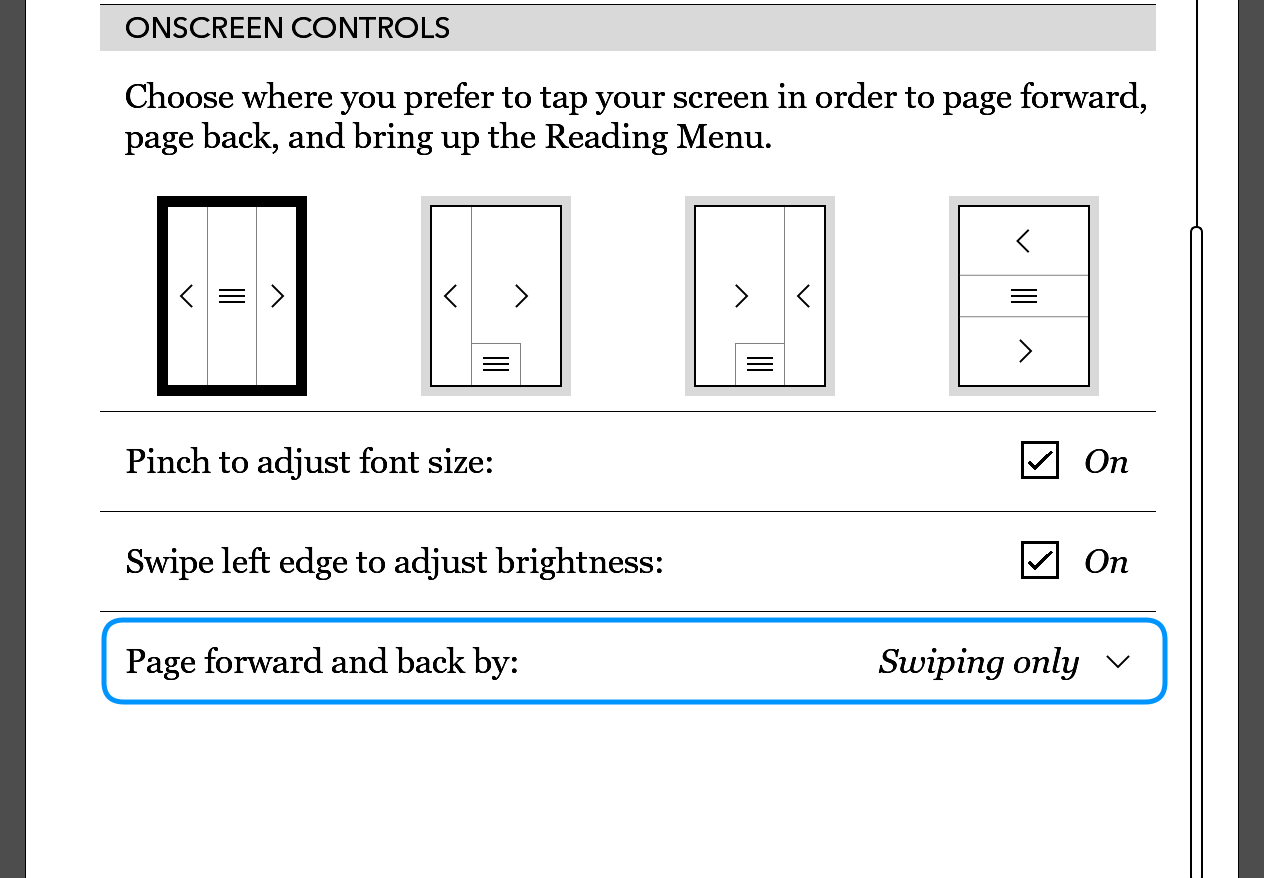 ONSCREEN CONTROLS
Choose where you prefer to tap your screen in order to page forward,
page back, and bring up the Reading Menu.
Pinch to adjust font size: On
Swipe left edge to adjust brightness: On
Page forward and back by: Swiping only